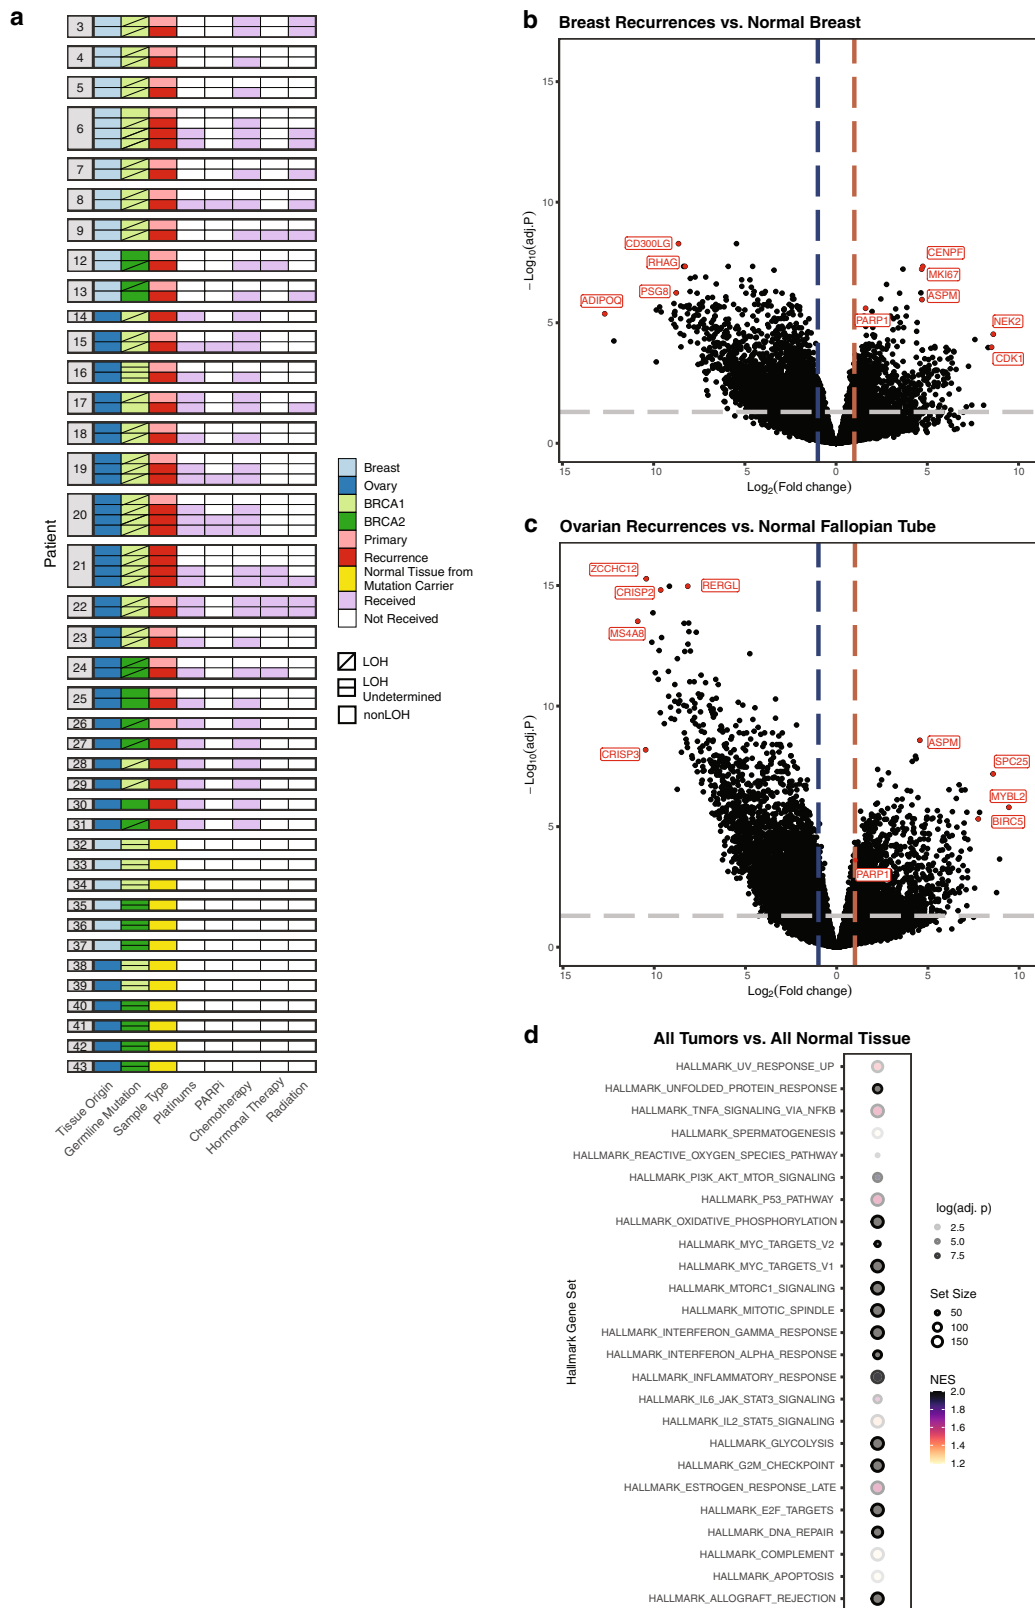 a
Patient
3
4
5
6
7
8
9
12
13
14
15
16
17
18
19
20
21
22
23
24
25
26
27
28
29
30
31
32
33
34
35
36
37
38
39
40
41
42
43
Tissue Origin
Germline Mutation
Sample Type
Platinums
PARPi
Chemotherapy
Hormonal Therapy
Radiation
Breast
Ovary
BRCA1
BRCA2
Primary
Recurrence
Normal Tissue from
Mutation Carrier
Received
Not Received
LOH
LOH
Undetermined
nonLOH
b Breast Recurrences vs. Normal Breast
−Log10(adj.P)
15
10
5
0
CD300LG
RHAG
PSG8
ADIPOQ
CENPF
MKI67
ASPM
PARP1
NEK2
CDK1
15 10 5 0 5 10
Log2(Fold change)
c Ovarian Recurrences vs. Normal Fallopian Tube
−Log10(adj.P)
15
10
5
0
ZCCHC12
CRISP2
RERGL
MS4A8
CRISP3
ASPM
SPC25
MYBL2
BIRC5
PARP1
15 10 5 0 5 10
Log2(Fold change)
d All Tumors vs. All Normal Tissue
Hallmark Gene Set
HALLMARK_UV_RESPONSE_UP
HALLMARK_UNFOLDED_PROTEIN_RESPONSE
HALLMARK_TNFA_SIGNALING_VIA_NFKB
HALLMARK_SPERMATOGENESIS
HALLMARK_REACTIVE_OXYGEN_SPECIES_PATHWAY
HALLMARK_PI3K_AKT_MTOR_SIGNALING
HALLMARK_P53_PATHWAY
HALLMARK_OXIDATIVE_PHOSPHORYLATION
HALLMARK_MYC_TARGETS_V2
HALLMARK_MYC_TARGETS_V1
HALLMARK_MTORC1_SIGNALING
HALLMARK_MITOTIC_SPINDLE
HALLMARK_INTERFERON_GAMMA_RESPONSE
HALLMARK_INTERFERON_ALPHA_RESPONSE
HALLMARK_INFLAMMATORY_RESPONSE
HALLMARK_IL6_JAK_STAT3_SIGNALING
HALLMARK_IL2_STAT5_SIGNALING
HALLMARK_GLYCOLYSIS
HALLMARK_G2M_CHECKPOINT
HALLMARK_ESTROGEN_RESPONSE_LATE
HALLMARK_E2F_TARGETS
HALLMARK_DNA_REPAIR
HALLMARK_COMPLEMENT
HALLMARK_APOPTOSIS
HALLMARK_ALLOGRAFT_REJECTION
log(adj. p)
2.5
5.0
7.5
Set Size
50
100
150
NES
2.0
1.8
1.6
1.4
1.2